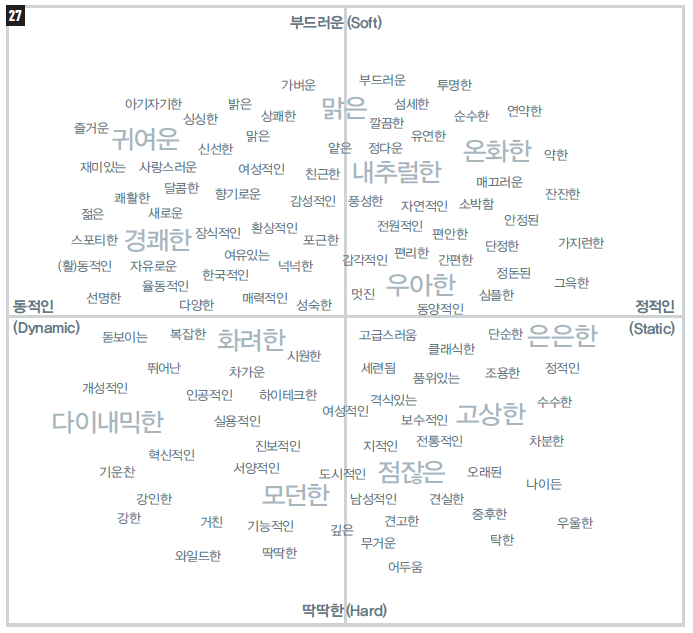 27
부드러운 (Soft)
가벼운 부드러운 투명한
아기자기한 밝은 맑은 섬세한
싱싱한 상쾌한 순수한 연약한
즐거운 귀여운 맑은 깔끔한 유연한
신선한 얕은 정다운 온화한 약한
재미있는 사랑스러운 여성적인 친근한 내추럴한
달콤한 매끄러운
쾌활한 향기로운 감성적인 풍성한 자연적인 소박함 잔잔한
젊은 새로운 안정된
스포티한 경쾌한 장식적인 환상적인 포근한 전원적인 편안한 단정한 가지런한
여유있는 편리한
(활)동적인 자유로운 한국적인 넉넉한 감각적인 간편한 정돈된
율동적인 우아한 그윽한
선명한 다양한 매력적인 성숙한 멋진 동양적인 심플한
동적인 정적인
(Dynamic) (Static)
돋보이는 복잡한 화려한 고급스러움 단순한 은은한
시원한 클래식한
뛰어난 차가운 세련됨 품위있는 조용한 정적인
개성적인 인공적인 하이테크한 격식있는 수수한
다이내믹한 실용적인 여성적인 보수적인 고상한
혁신적인 진보적인 지적인 전통적인 차분한
기운찬 서양적인 도시적인 점잖은 오래된 나이든
강인한 모던한 남성적인 견실한
강한 거친 기능적인 깊은 견고한 중후한 우울한
와일드한 딱딱한 무거운 탁한
어두움
딱딱한 (Hard)